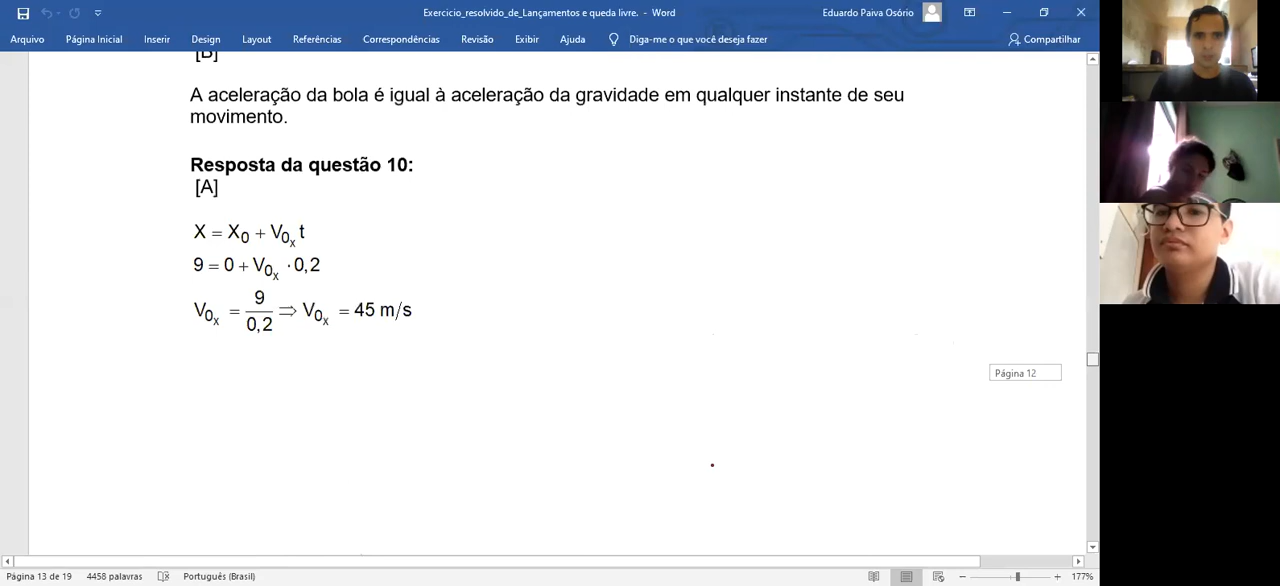 Exercicio_resolvido_de_Lançamentos e queda livre. - Word
Eduardo Paiva Osório
Arquivo Página Inicial Inserir Design Layout Referências Correspondências Revisão Exibir Ajuda Diga-me o que você deseja fazer Compartilhar
[B]
A aceleração da bola é igual à aceleração da gravidade em qualquer instante de seu
movimento.
Resposta da questão 10:
[A]
X = X₀ + V₀ₓ t
9 = 0 + V₀ₓ · 0,2
V₀ₓ = 9/0,2 ⇒ V₀ₓ = 45 m/s
Página 12
Página 13 de 19 4458 palavras Português (Brasil) 177%